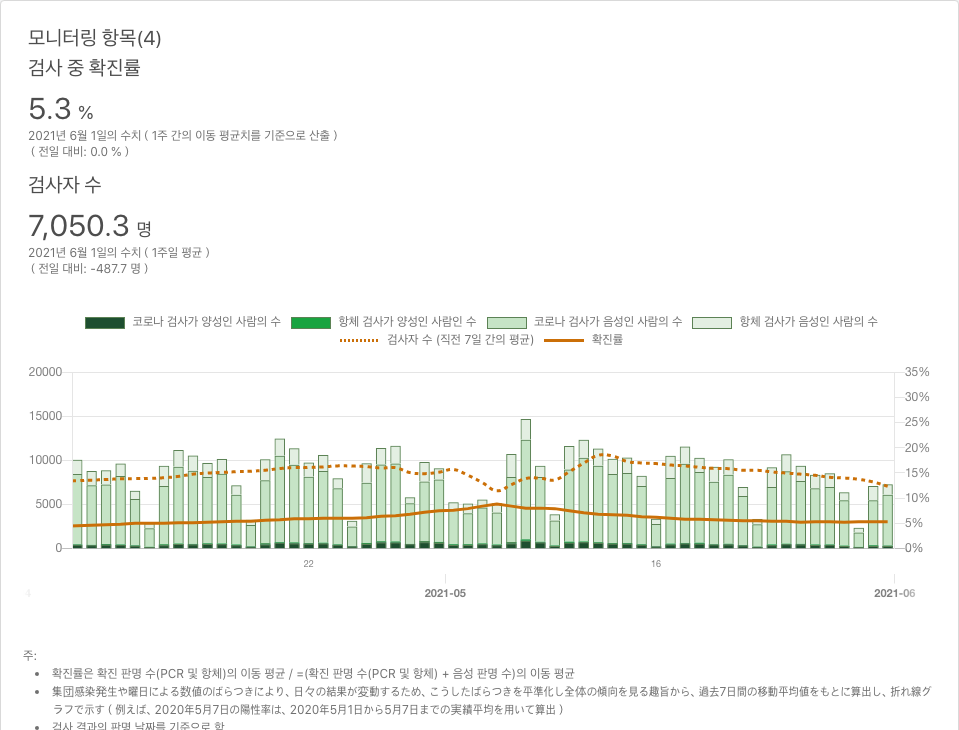 모니터링 항목(4)
검사 중 확진률
5.3 %
2021년 6월 1일의 수치 ( 1주 간의 이동 평균치를 기준으로 산출 )
( 전일 대비: 0.0 % )
검사자 수
7,050.3 명
2021년 6월 1일의 수치 ( 1주일 평균 )
( 전일 대비: -487.7 명 )
코로나 검사가 양성인 사람의 수 항체 검사가 양성인 사람인 수 코로나 검사가 음성인 사람의 수 항체 검사가 음성인 사람의 수
검사자 수 (직전 7일 간의 평균) 확진률
20000 35%
30%
15000 25%
20%
10000 15%
10%
5000 5%
0 0%
22 16
4 2021-05 2021-06
주:
• 확진률은 확진 판명 수(PCR 및 항체)의 이동 평균 / =(확진 판명 수(PCR 및 항체) + 음성 판명 수)의 이동 평균
• 集団感染発生や曜日による数値のばらつきにより、日々の結果が変動するため、こうしたばらつきを平準化し全体の傾向を見る趣旨から、過去7日間の移動平均値をもとに算出し、折れ線グ
ラフで示す ( 例えば、2020年5月7日の陽性率は、2020年5月1日から5月7日までの実績平均を用いて算出 )
• 검사 결과의 판명 날짜를 기준으로 함